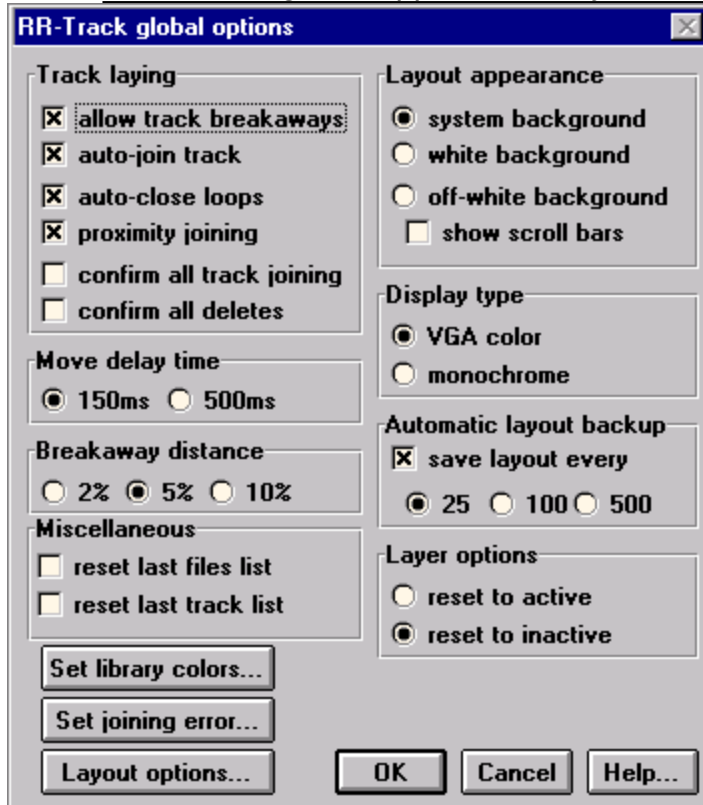 RR-Track global options
Track laying
allow track breakaways
auto-join track
auto-close loops
proximity joining
confirm all track joining
confirm all deletes
Move delay time
150ms 500ms
Breakaway distance
2% 5% 10%
Miscellaneous
reset last files list
reset last track list
Set library colors...
Set joining error...
Layout options...
Layout appearance
system background
white background
off-white background
show scroll bars
Display type
VGA color
monochrome
Automatic layout backup
save layout every
25 100 500
Layer options
reset to active
reset to inactive
OK Cancel Help...